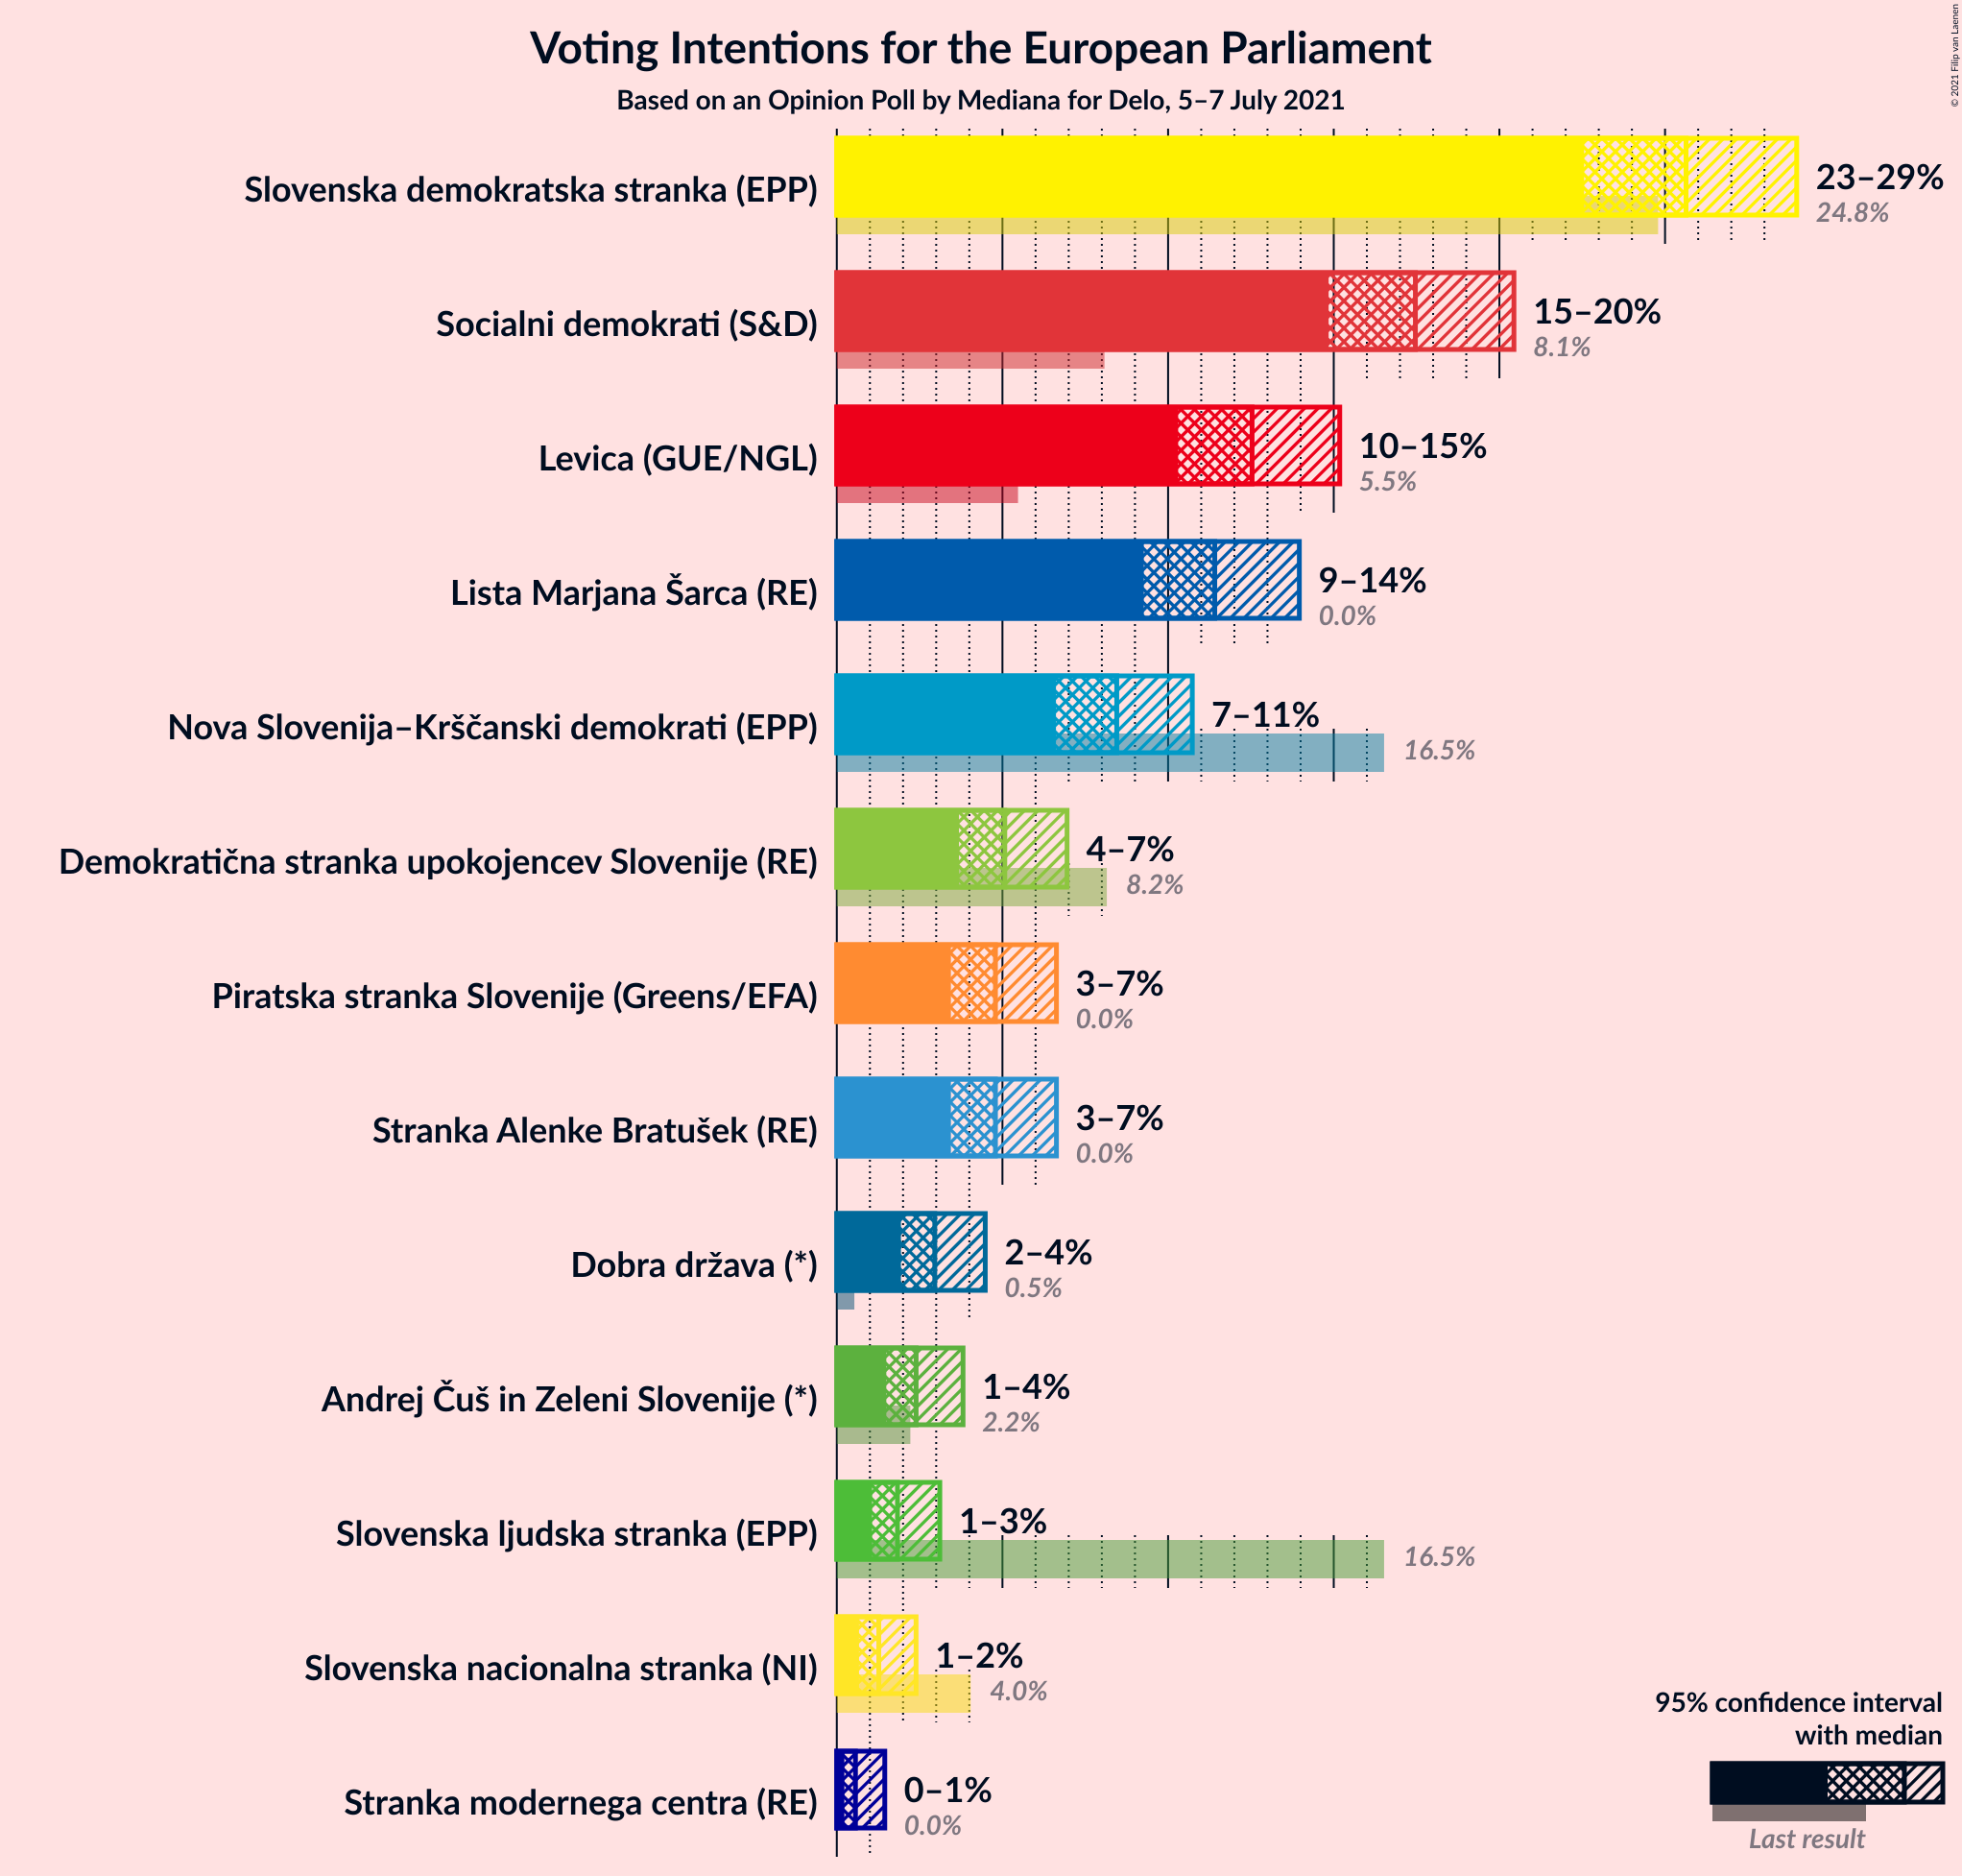 Voting Intentions for the European Parliament
Based on an Opinion Poll by Mediana for Delo, 5–7 July 2021
© 2021 Filip van Laenen
Slovenska demokratska stranka (EPP)
23–29%
24.8%
Socialni demokrati (S&D)
15–20%
8.1%
Levica (GUE/NGL)
10–15%
5.5%
Lista Marjana Šarca (RE)
9–14%
0.0%
Nova Slovenija–Krščanski demokrati (EPP)
7–11%
16.5%
Demokratična stranka upokojencev Slovenije (RE)
4–7%
8.2%
Piratska stranka Slovenije (Greens/EFA)
3–7%
0.0%
Stranka Alenke Bratušek (RE)
3–7%
0.0%
Dobra država (*)
2–4%
0.5%
Andrej Čuš in Zeleni Slovenije (*)
1–4%
2.2%
Slovenska ljudska stranka (EPP)
1–3%
16.5%
Slovenska nacionalna stranka (NI)
1–2%
4.0%
Stranka modernega centra (RE)
0–1%
0.0%
95% confidence interval
with median
Last result